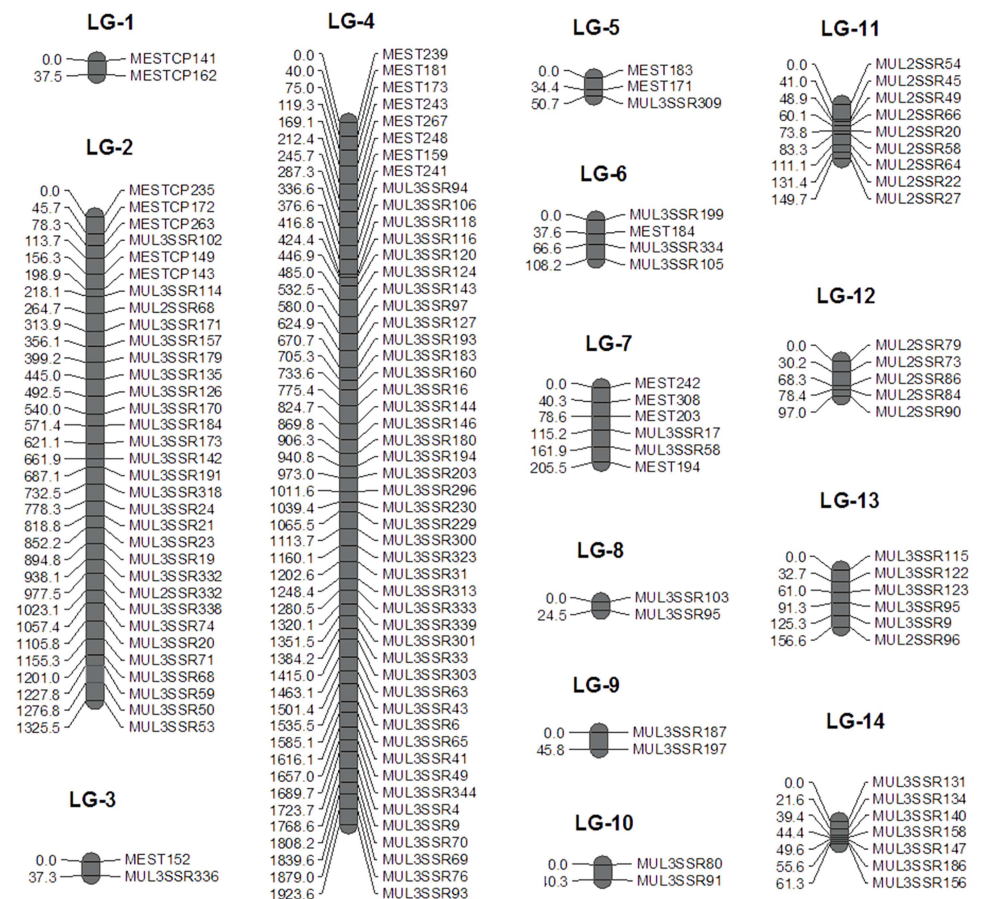 LG-1
0.0 MESTCP141
37.5 MESTCP162
LG-2
0.0 MESTCP235
45.7 MESTCP172
78.3 MESTCP263
113.7 MUL3SSR102
156.3 MESTCP149
198.9 MESTCP143
218.1 MUL3SSR114
264.7 MUL2SSR68
313.9 MUL3SSR171
356.1 MUL3SSR157
399.2 MUL3SSR179
445.0 MUL3SSR135
492.5 MUL3SSR126
540.0 MUL3SSR170
571.4 MUL3SSR184
621.1 MUL3SSR173
661.9 MUL3SSR142
687.1 MUL3SSR191
732.5 MUL3SSR318
778.3 MUL3SSR24
818.8 MUL3SSR21
852.2 MUL3SSR23
894.8 MUL3SSR19
938.1 MUL3SSR332
977.5 MUL2SSR332
1023.1 MUL3SSR338
1057.4 MUL3SSR74
1105.8 MUL3SSR20
1155.3 MUL3SSR71
1201.0 MUL3SSR68
1227.8 MUL3SSR59
1276.8 MUL3SSR50
1325.5 MUL3SSR53
LG-3
0.0 MEST152
37.3 MUL3SSR336
LG-4
0.0 MEST239
40.0 MEST181
75.0 MEST173
119.3 MEST243
169.1 MEST267
212.4 MEST248
245.7 MEST159
287.3 MEST241
336.6 MUL3SSR94
376.6 MUL3SSR106
416.8 MUL3SSR118
424.4 MUL3SSR116
446.9 MUL3SSR120
485.0 MUL3SSR124
532.5 MUL3SSR143
580.0 MUL3SSR97
624.9 MUL3SSR127
670.7 MUL3SSR193
705.3 MUL3SSR183
733.6 MUL3SSR160
775.4 MUL3SSR16
824.7 MUL3SSR144
869.8 MUL3SSR146
906.3 MUL3SSR180
940.8 MUL3SSR194
973.0 MUL3SSR203
1011.6 MUL3SSR296
1039.4 MUL3SSR230
1065.5 MUL3SSR229
1113.7 MUL3SSR300
1160.1 MUL3SSR323
1202.6 MUL3SSR31
1248.4 MUL3SSR313
1280.5 MUL3SSR333
1320.1 MUL3SSR339
1351.5 MUL3SSR301
1384.2 MUL3SSR33
1415.0 MUL3SSR303
1463.1 MUL3SSR63
1501.4 MUL3SSR43
1535.5 MUL3SSR6
1585.1 MUL3SSR65
1616.1 MUL3SSR41
1657.0 MUL3SSR49
1689.7 MUL3SSR344
1723.7 MUL3SSR4
1768.6 MUL3SSR9
1808.2 MUL3SSR70
1839.6 MUL3SSR69
1879.0 MUL3SSR76
1923.6 MUL3SSR93
LG-5
0.0 MEST183
34.4 MEST171
50.7 MUL3SSR309
LG-6
0.0 MUL3SSR199
37.6 MEST184
66.6 MUL3SSR334
108.2 MUL3SSR105
LG-7
0.0 MEST242
40.3 MEST308
78.6 MEST203
115.2 MUL3SSR17
161.9 MUL3SSR58
205.5 MEST194
LG-8
0.0 MUL3SSR103
24.5 MUL3SSR95
LG-9
0.0 MUL3SSR187
45.8 MUL3SSR197
LG-10
0.0 MUL3SSR80
MUL3SSR91
LG-11
0.0 MUL2SSR54
41.0 MUL2SSR45
48.9 MUL2SSR49
60.1 MUL2SSR66
73.8 MUL2SSR20
83.3 MUL2SSR58
111.1 MUL2SSR64
131.4 MUL2SSR22
149.7 MUL2SSR27
LG-12
0.0 MUL2SSR79
30.2 MUL2SSR73
68.3 MUL2SSR86
78.4 MUL2SSR84
97.0 MUL2SSR90
LG-13
0.0 MUL3SSR115
32.7 MUL3SSR122
61.0 MUL3SSR123
91.3 MUL3SSR95
125.3 MUL3SSR9
156.6 MUL2SSR96
LG-14
0.0 MUL3SSR131
21.6 MUL3SSR134
39.4 MUL3SSR140
44.4 MUL3SSR158
49.6 MUL3SSR147
55.6 MUL3SSR186
61.3 MUL3SSR156